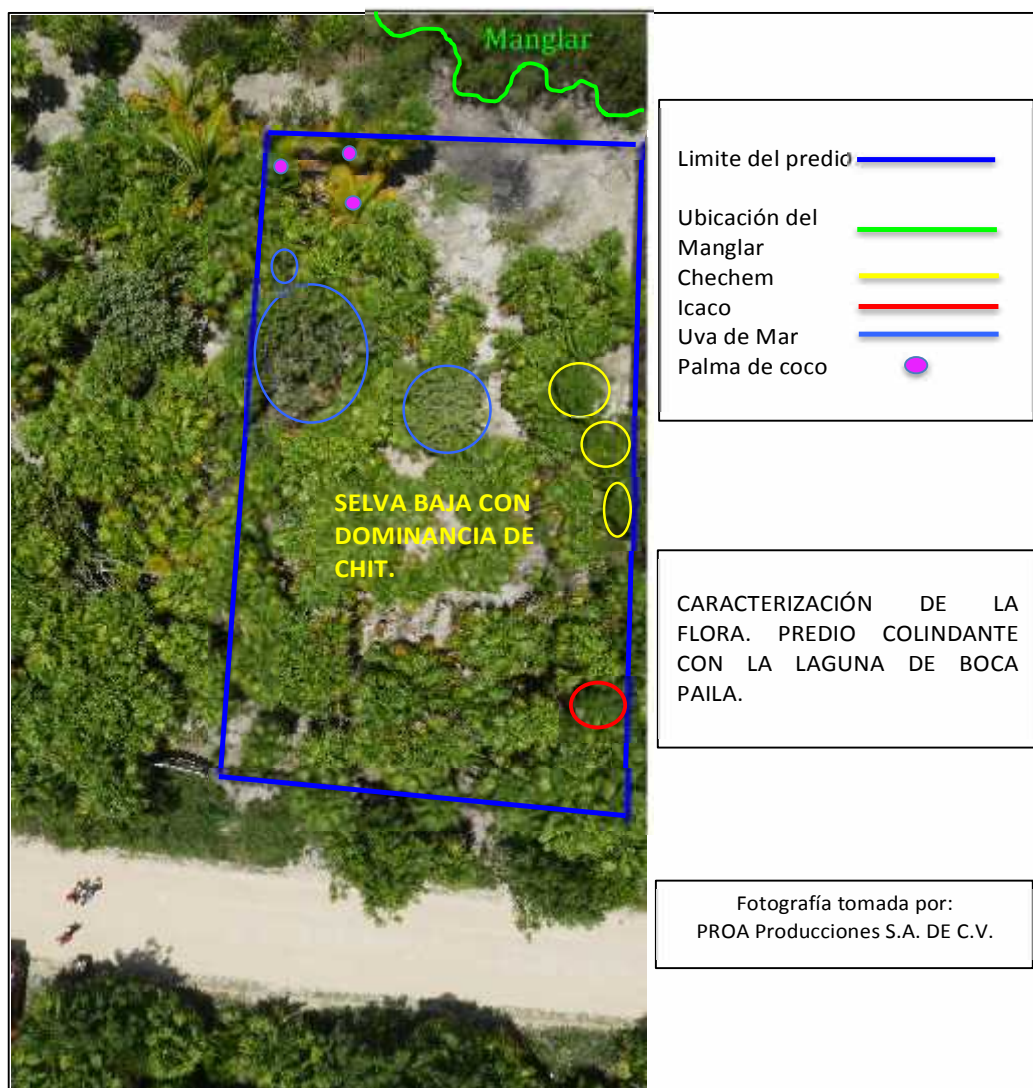 Manglar
Limite del predio
Ubicación del
Manglar
Chechem
Icaco
Uva de Mar
Palma de coco
SELVA BAJA CON
DOMINANCIA DE
CHIT.
CARACTERIZACIÓN DE LA
FLORA. PREDIO COLINDANTE
CON LA LAGUNA DE BOCA
PAILA.
Fotografía tomada por:
PROA Producciones S.A. DE C.V.